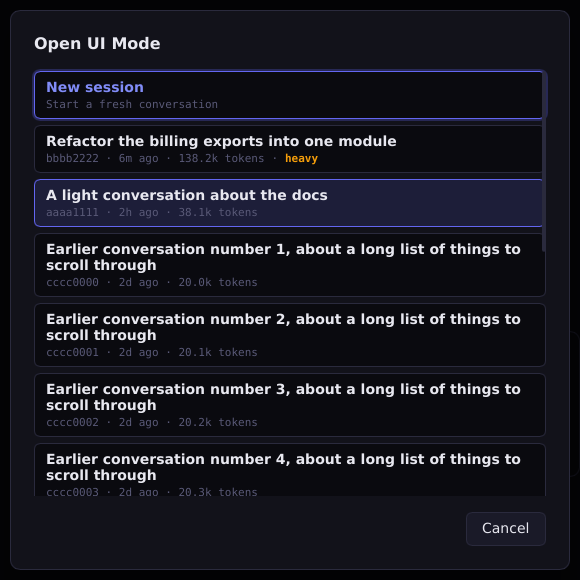 Open UI Mode
New session
Start a fresh conversation
Refactor the billing exports into one module
bbbb2222 · 6m ago · 138.2k tokens · heavy
A light conversation about the docs
aaaa1111 · 2h ago · 38.1k tokens
Earlier conversation number 1, about a long list of things to
scroll through
cccc0000 · 2d ago · 20.0k tokens
Earlier conversation number 2, about a long list of things to
scroll through
cccc0001 · 2d ago · 20.1k tokens
Earlier conversation number 3, about a long list of things to
scroll through
cccc0002 · 2d ago · 20.2k tokens
Earlier conversation number 4, about a long list of things to
scroll through
cccc0003 · 2d ago · 20.3k tokens
Cancel